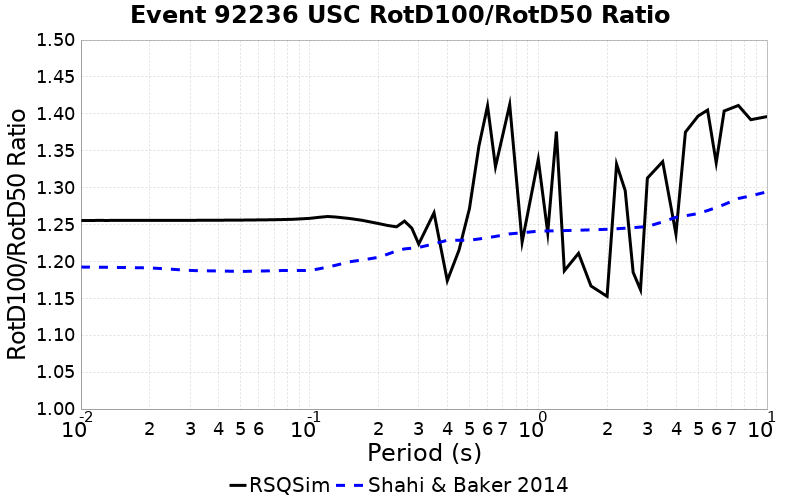 Event 92236 USC RotD100/RotD50 Ratio
RotD100/RotD50 Ratio
1.50
1.45
1.40
1.35
1.30
1.25
1.20
1.15
1.10
1.05
1.00
10^-2 2 3 4 5 6 10^-1 2 3 4 5 6 7 10^0 2 3 4 5 6 7 10^1
Period (s)
RSQSim Shahi & Baker 2014